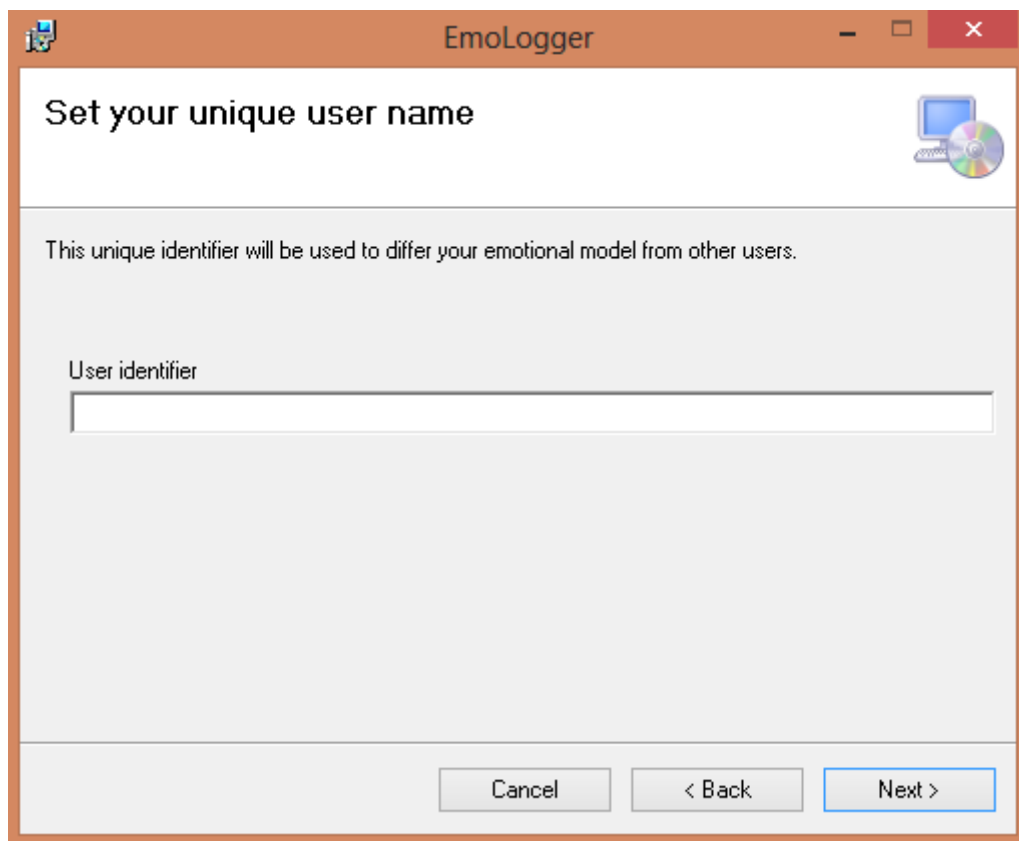 EmoLogger
Set your unique user name
This unique identifier will be used to differ your emotional model from other users.
User identifier
Cancel
< Back
Next >